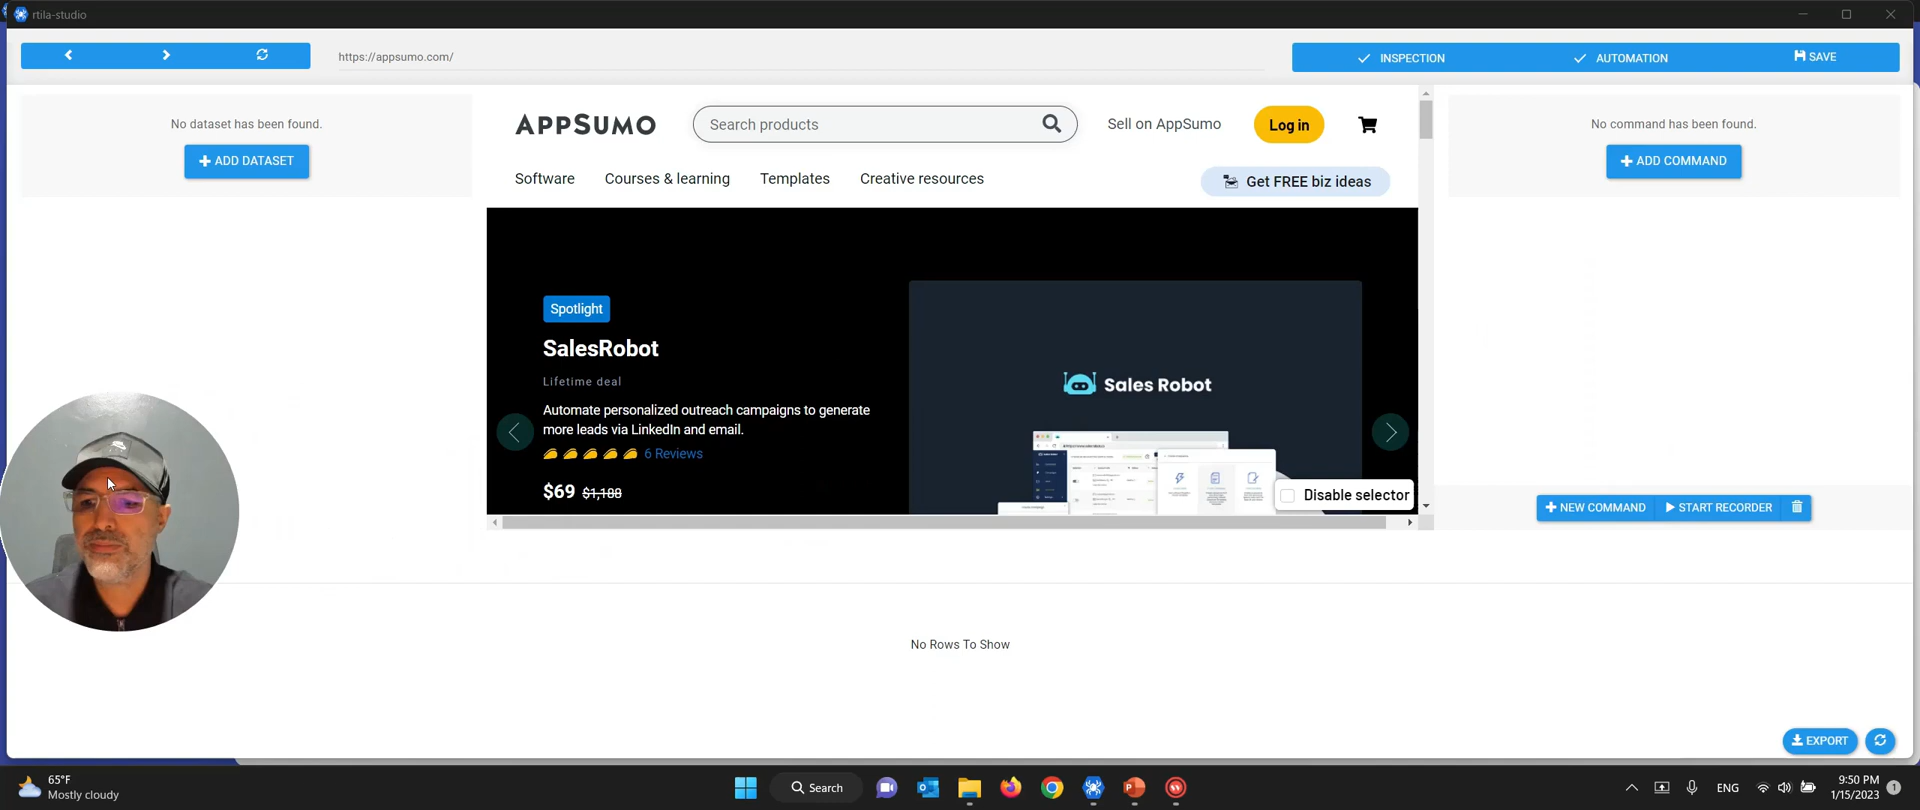 rtila-studio
https://appsumo.com/
INSPECTION
AUTOMATION
SAVE
No dataset has been found.
ADD DATASET
APPSUMO
Search products
Sell on AppSumo
Log in
Software
Courses & learning
Templates
Creative resources
Get FREE biz ideas
Spotlight
SalesRobot
Lifetime deal
Automate personalized outreach campaigns to generate
more leads via LinkedIn and email.
6 Reviews
$69 $1,188
Sales Robot
Disable selector
No command has been found.
ADD COMMAND
NEW COMMAND
START RECORDER
No Rows To Show
EXPORT
65°F
Mostly cloudy
Search
ENG
9:50 PM
1/15/2023
1